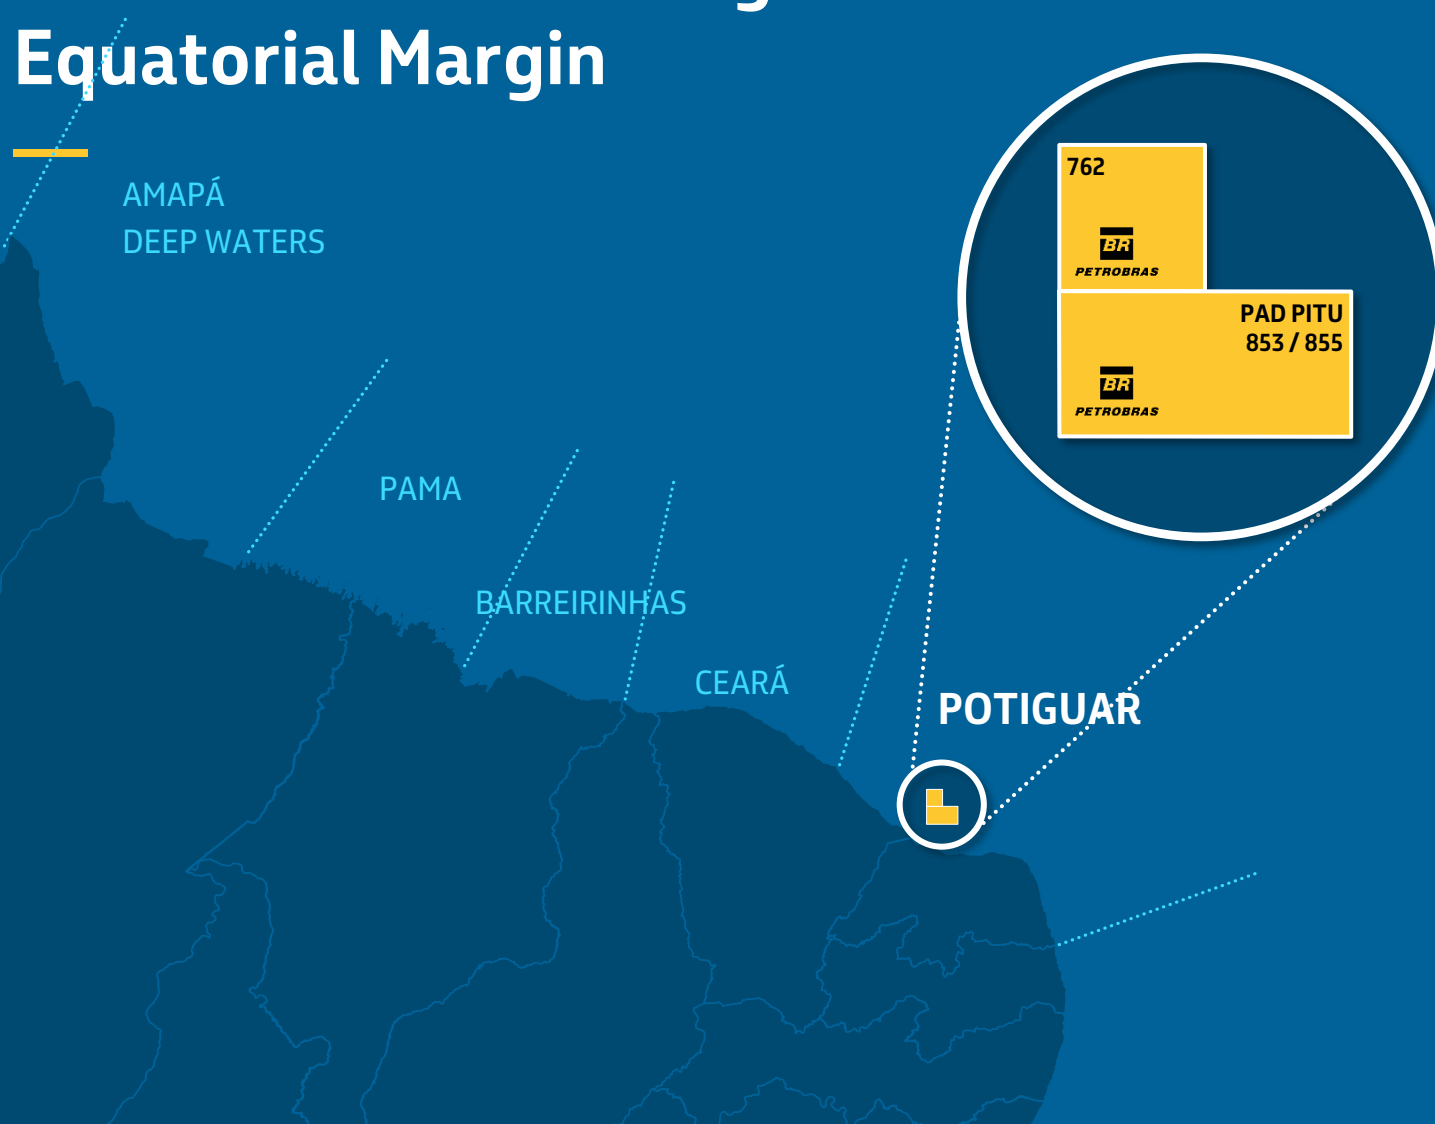 Equatorial Margin
AMAPÁ
DEEP WATERS
762
BR
PETROBRAS
PAD PITU
853 / 855
BR
PETROBRAS
PAMA
BARREIRINHAS
CEARÁ
POTIGUAR